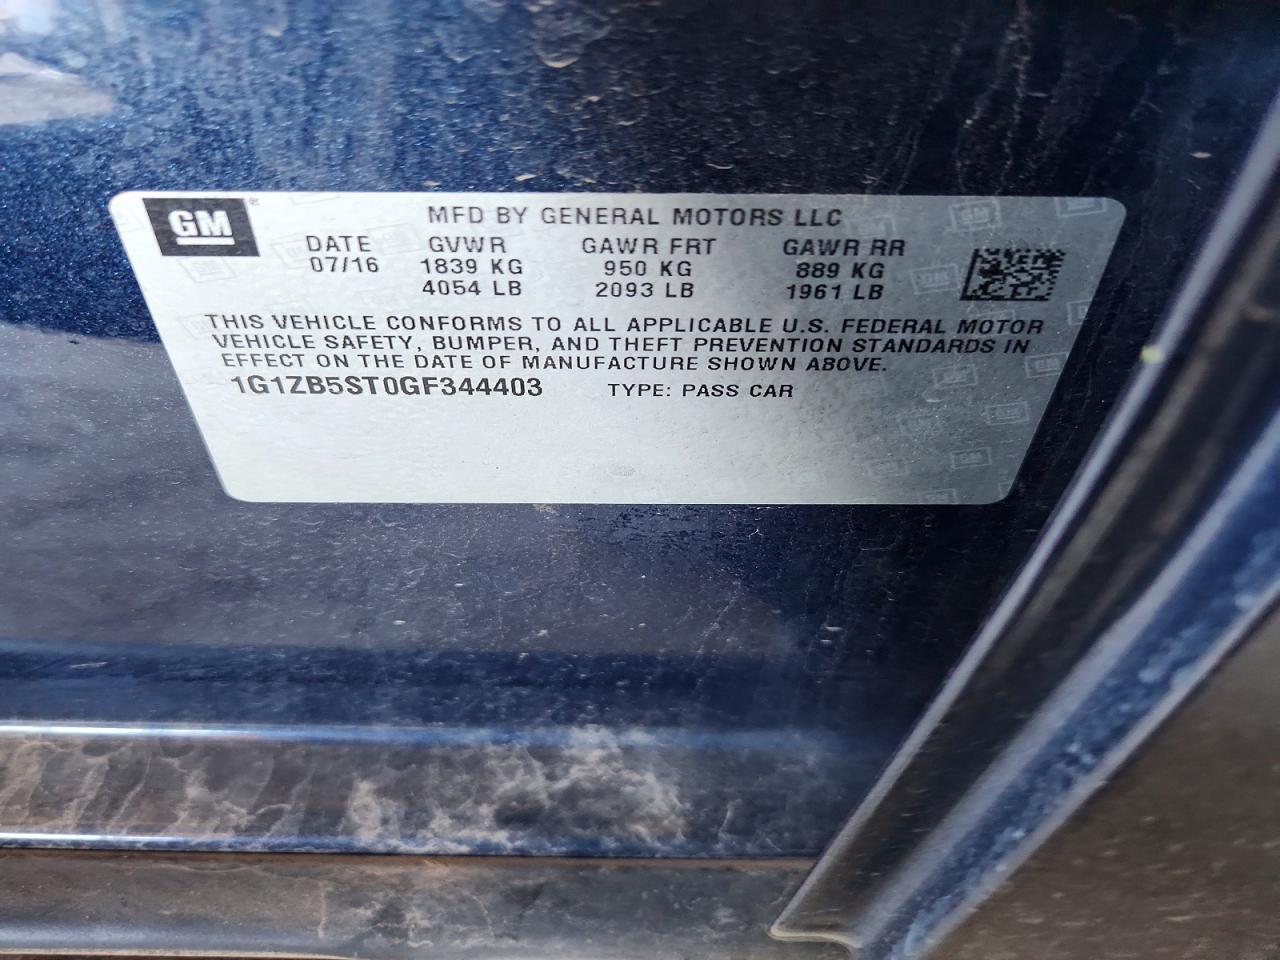 GM®
MFD BY GENERAL MOTORS LLC
DATE GVWR GAWR FRT GAWR RR
07/16 1839 KG 950 KG 889 KG
4054 LB 2093 LB 1961 LB
THIS VEHICLE CONFORMS TO ALL APPLICABLE U.S. FEDERAL MOTOR
VEHICLE SAFETY, BUMPER, AND THEFT PREVENTION STANDARDS IN
EFFECT ON THE DATE OF MANUFACTURE SHOWN ABOVE.
1G1ZB5ST0GF344403 TYPE: PASS CAR